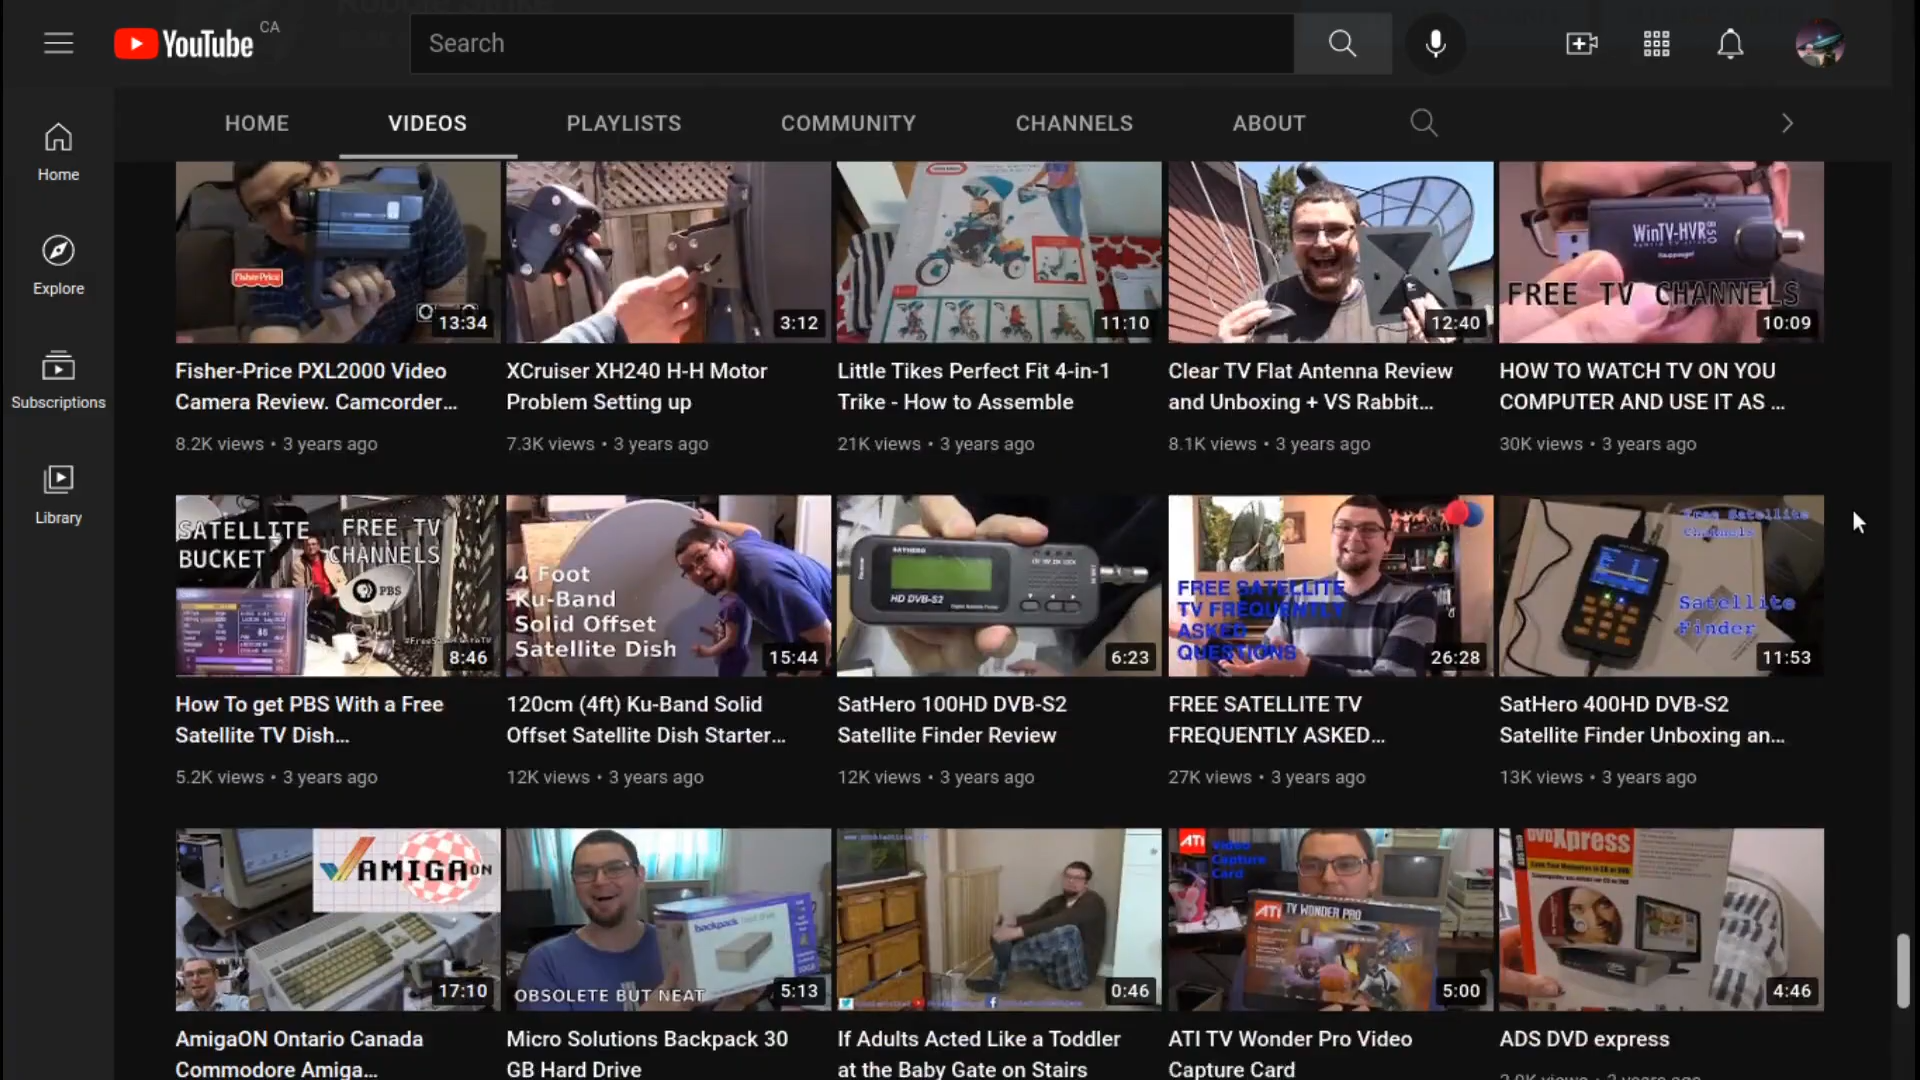 YouTube CA
Search
HOME VIDEOS PLAYLISTS COMMUNITY CHANNELS ABOUT
Home
Explore
Subscriptions
Library
Fisher-Price
13:34
3:12
11:10
12:40
WinTV-HVR 850
FREE TV CHANNELS
10:09
Fisher-Price PXL2000 Video
Camera Review. Camcorder...
8.2K views • 3 years ago
XCruiser XH240 H-H Motor
Problem Setting up
7.3K views • 3 years ago
Little Tikes Perfect Fit 4-in-1
Trike - How to Assemble
21K views • 3 years ago
Clear TV Flat Antenna Review
and Unboxing + VS Rabbit...
8.1K views • 3 years ago
HOW TO WATCH TV ON YOU
COMPUTER AND USE IT AS ...
30K views • 3 years ago
SATELLITE
BUCKET
FREE TV
CHANNELS
PBS
8:46
4 Foot
Ku-Band
Solid Offset
Satellite Dish
15:44
SATHERO
HD DVB-S2
6:23
FREE SATELLITE
TV FREQUENTLY
ASKED
QUESTIONS
26:28
Free Satellite
Channels
Satellite
Finder
11:53
How To get PBS With a Free
Satellite TV Dish...
5.2K views • 3 years ago
120cm (4ft) Ku-Band Solid
Offset Satellite Dish Starter...
12K views • 3 years ago
SatHero 100HD DVB-S2
Satellite Finder Review
12K views • 3 years ago
FREE SATELLITE TV
FREQUENTLY ASKED...
27K views • 3 years ago
SatHero 400HD DVB-S2
Satellite Finder Unboxing an...
13K views • 3 years ago
AMIGA ON
17:10
backpack
OBSOLETE BUT NEAT
5:13
0:46
ATI Video
Capture
Card
ATI TV WONDER PRO
5:00
DVD Xpress
4:46
AmigaON Ontario Canada
Commodore Amiga...
Micro Solutions Backpack 30
GB Hard Drive
If Adults Acted Like a Toddler
at the Baby Gate on Stairs
ATI TV Wonder Pro Video
Capture Card
ADS DVD express